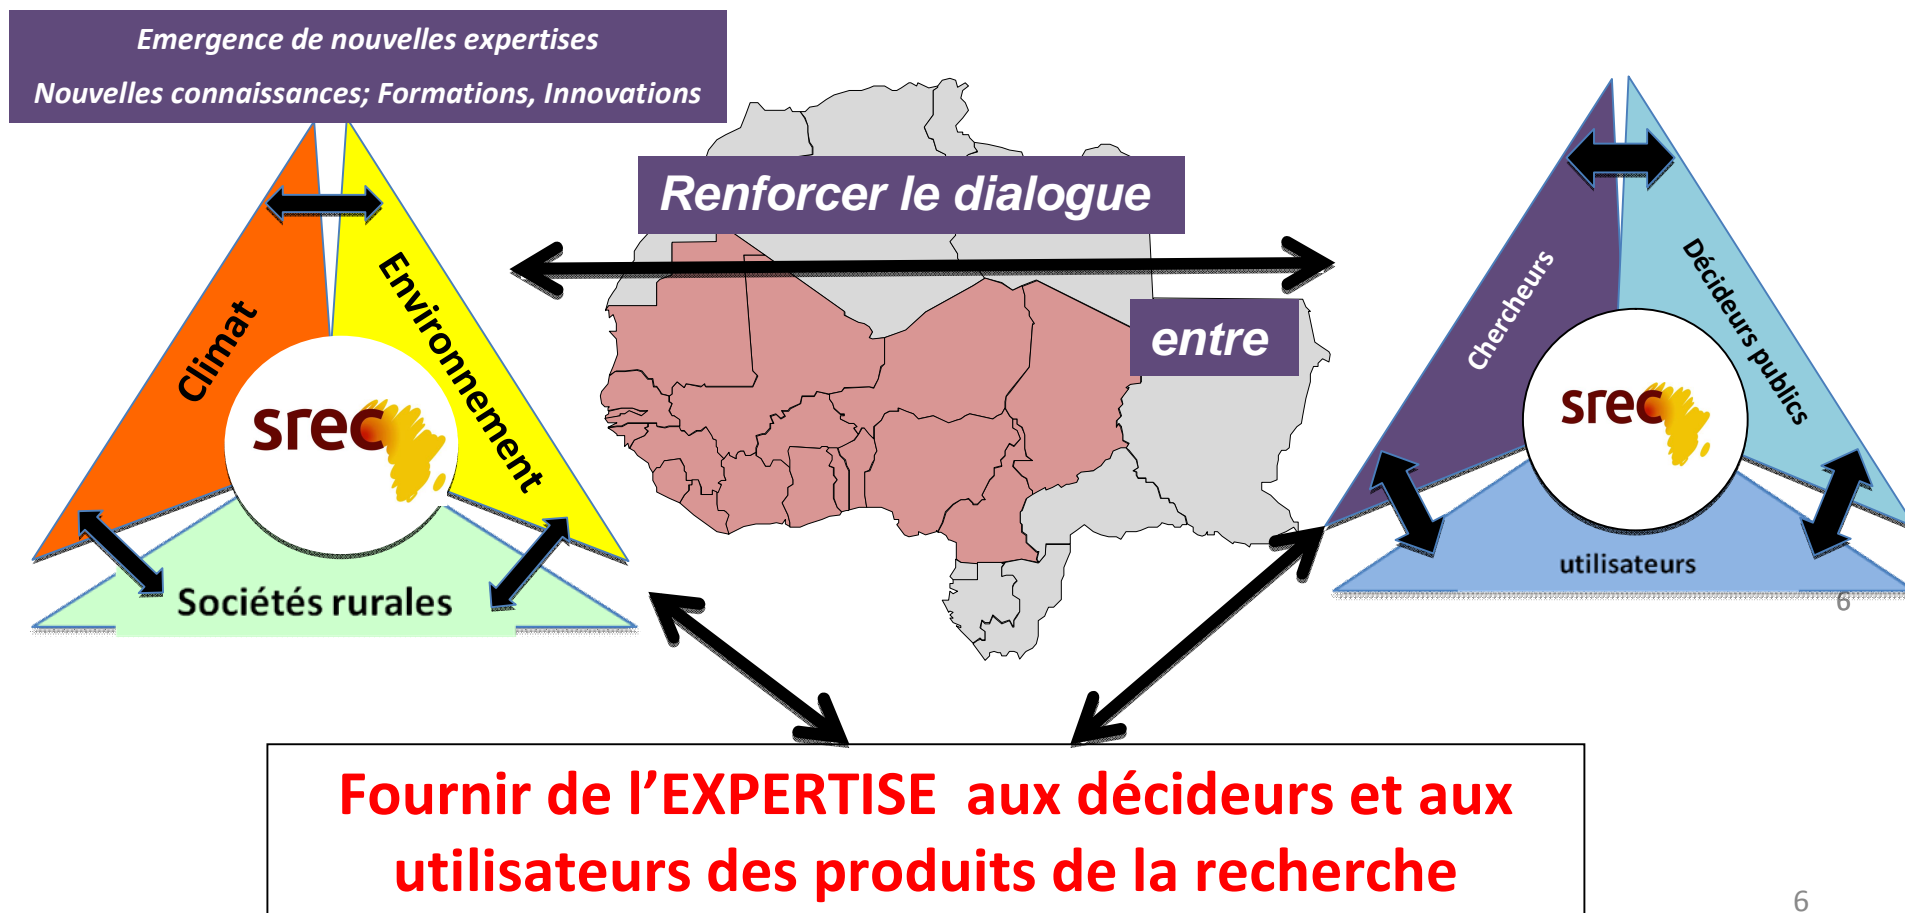 Emergence de nouvelles expertises
Nouvelles connaissances; Formations, Innovations
Renforcer le dialogue
entre
Climat
Environnement
srec
Sociétés rurales
Chercheurs
Décideurs publics
srec
utilisateurs
6
Fournir de l’EXPERTISE aux décideurs et aux
utilisateurs des produits de la recherche
6